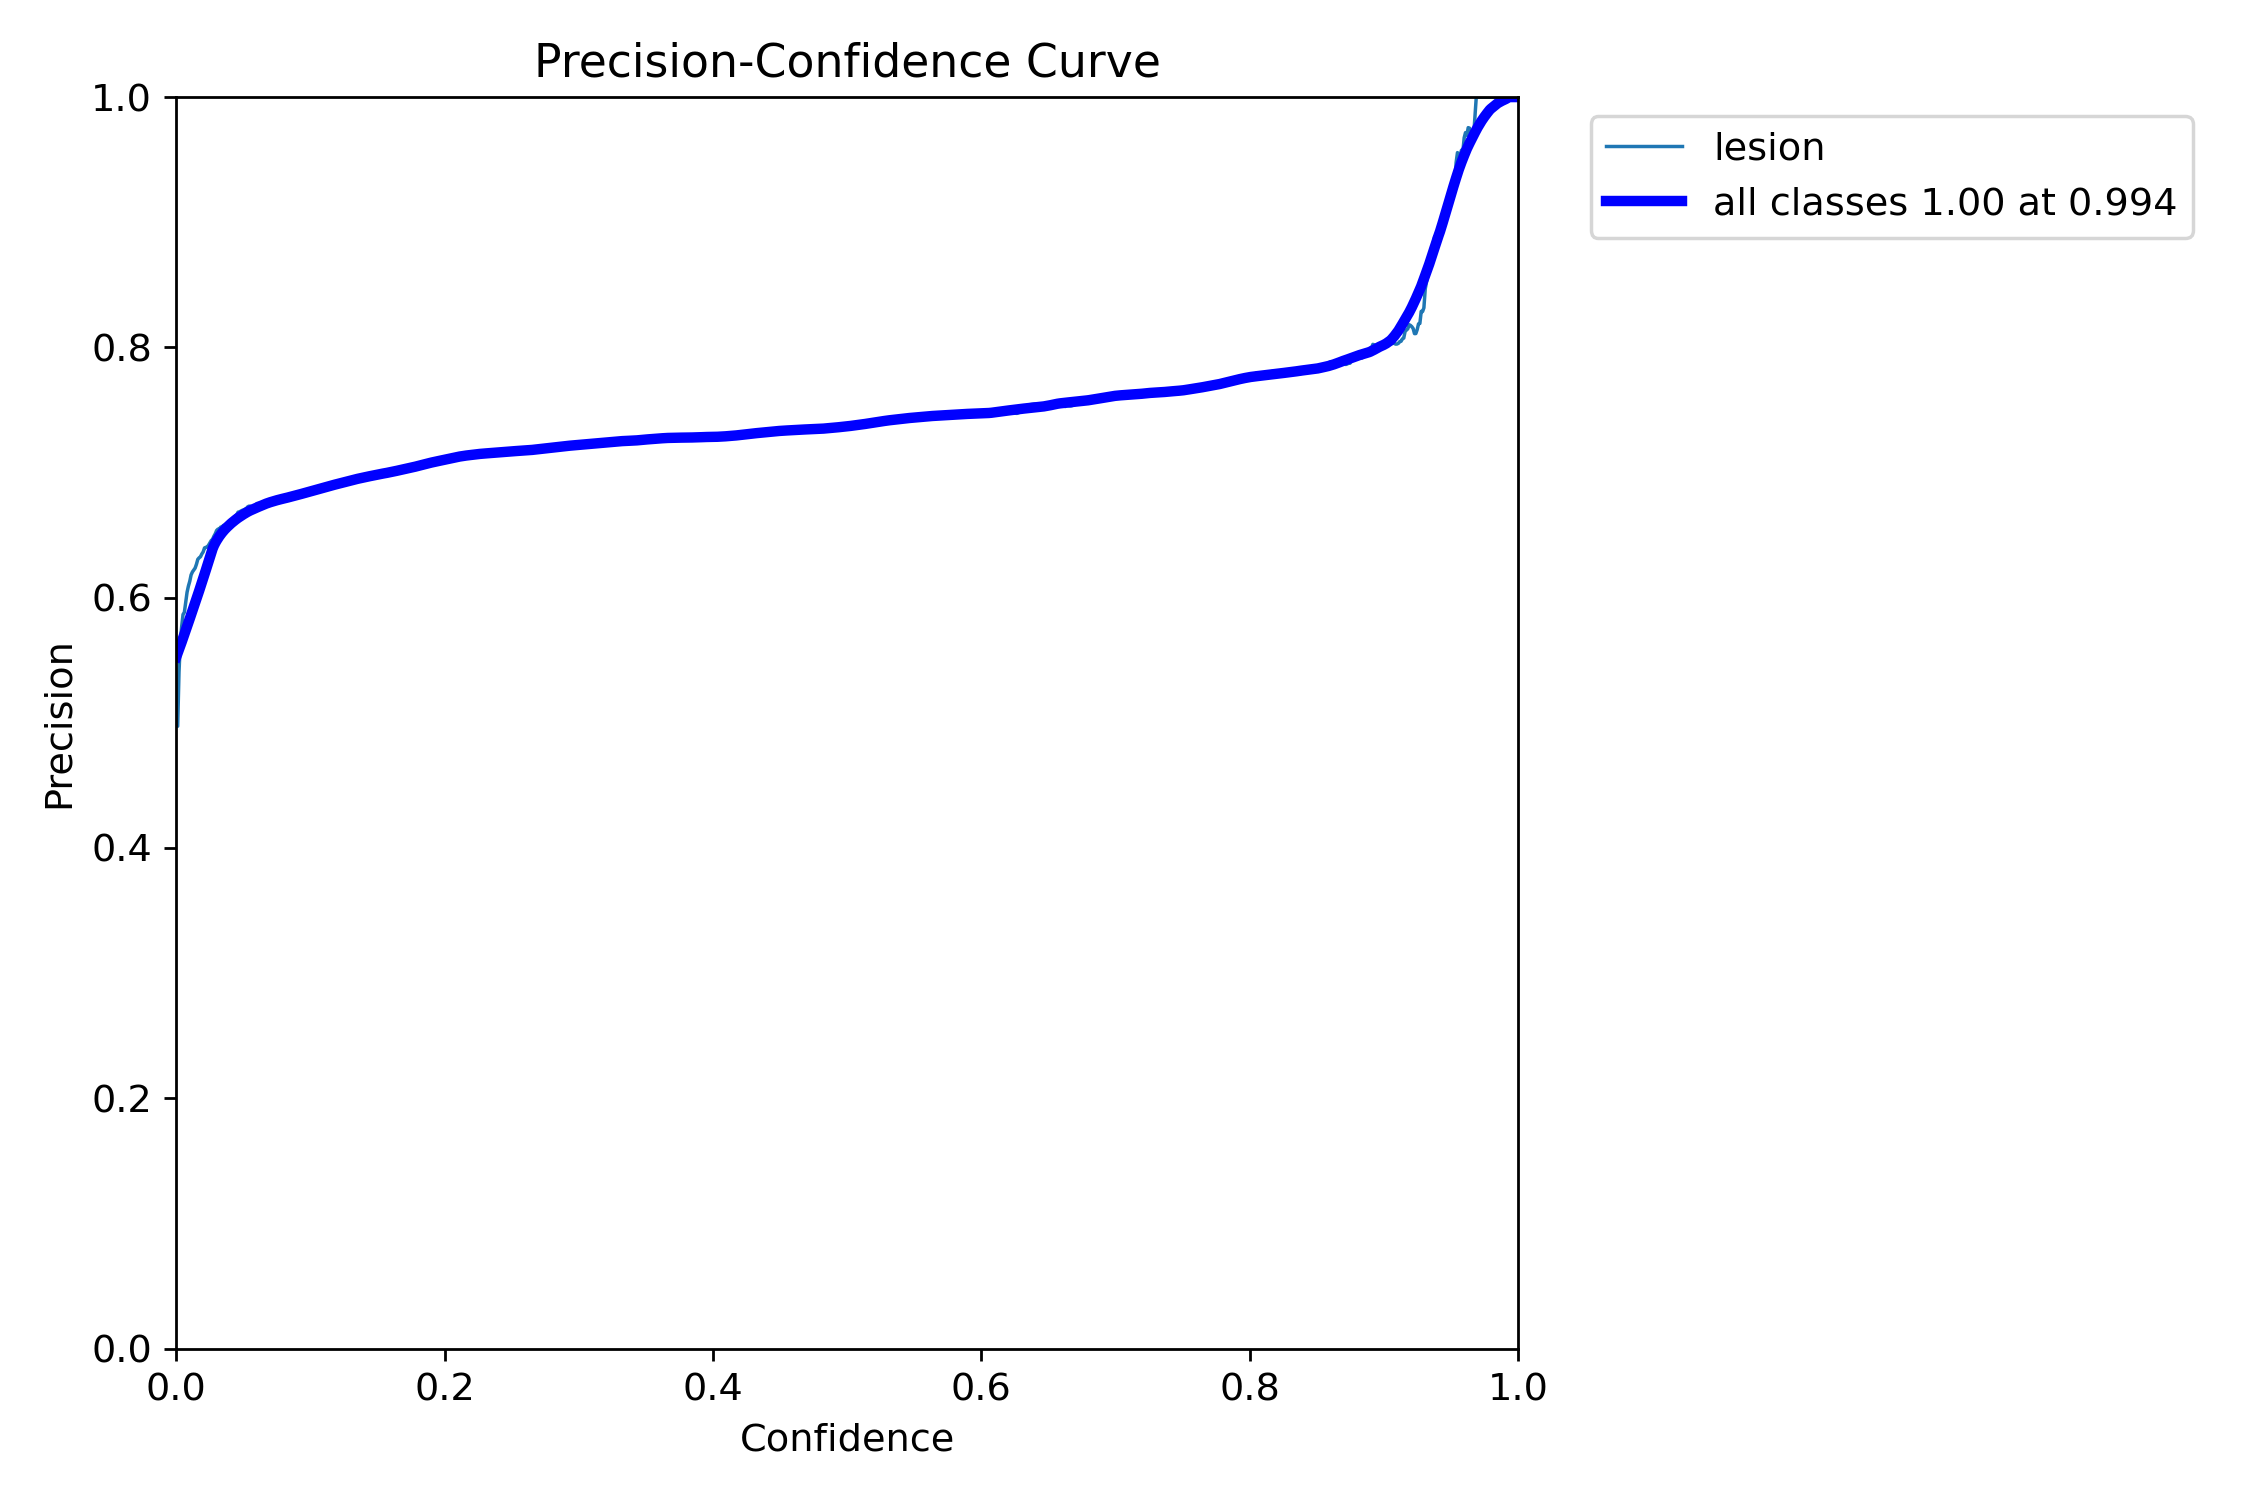 Precision-Confidence Curve
1.0
0.8
0.6
0.4
0.2
0.0
Precision
0.0 0.2 0.4 0.6 0.8 1.0
Confidence
lesion
all classes 1.00 at 0.994